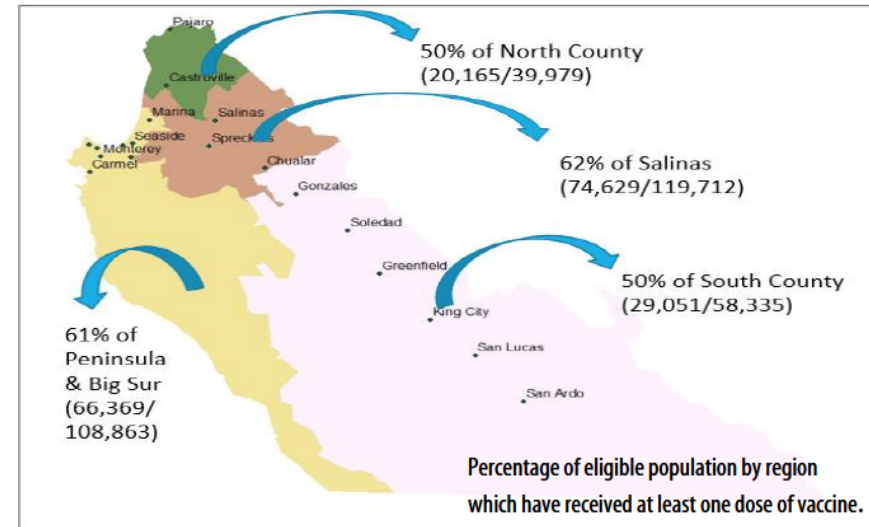 Pajaro
50% of North County
(20,165/39,979)
Castroville
Marina
Salinas
Seaside
Spreckles
Monterey
Carmel
Chualar
62% of Salinas
(74,629/119,712)
Gonzales
Soledad
Greenfield
50% of South County
(29,051/58,335)
King City
61% of
Peninsula
& Big Sur
(66,369/
108,863)
San Lucas
San Ardo
Percentage of eligible population by region
which have received at least one dose of vaccine.